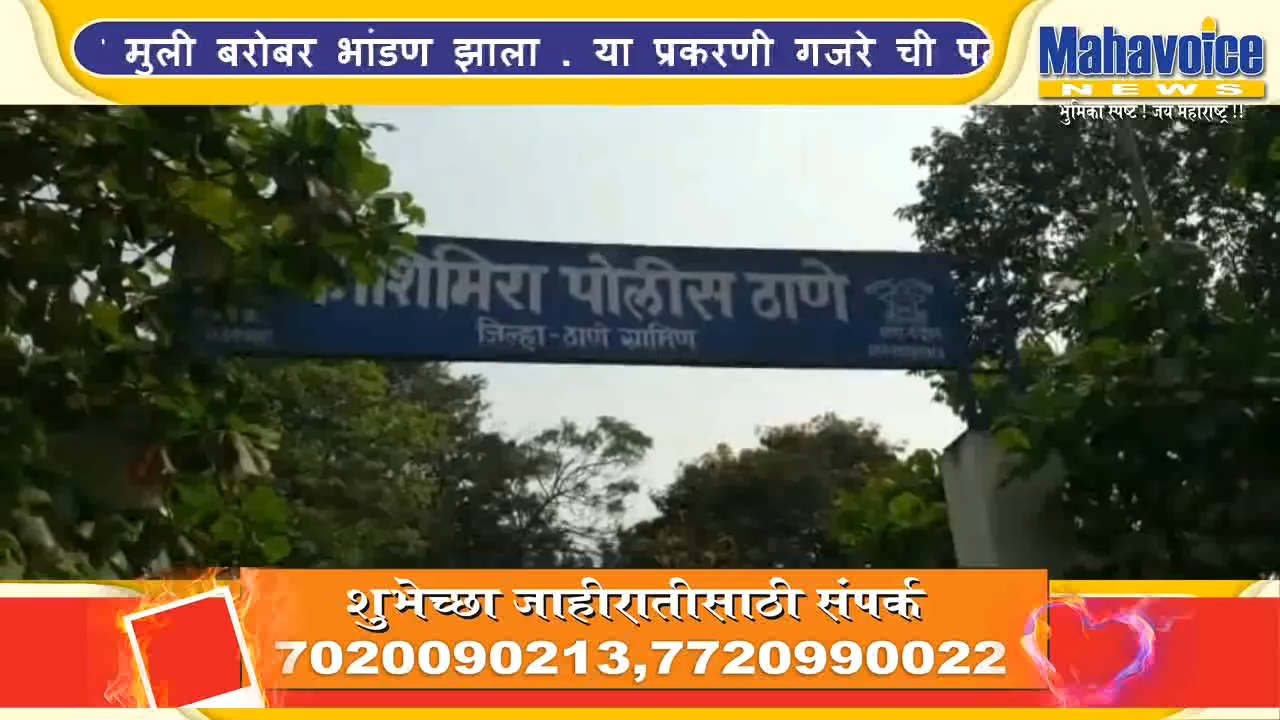 मुली बरोबर भांडण झाला . या प्रकरणी गजरे ची
Mahavoice
NEWS
भुमिका स्पष्ट ! जय महाराष्ट्र !!
काशिमिरा पोलीस ठाणे
जिल्हा-ठाणे ग्रामिण
शुभेच्छा जाहीरातीसाठी संपर्क
7020090213,7720990022